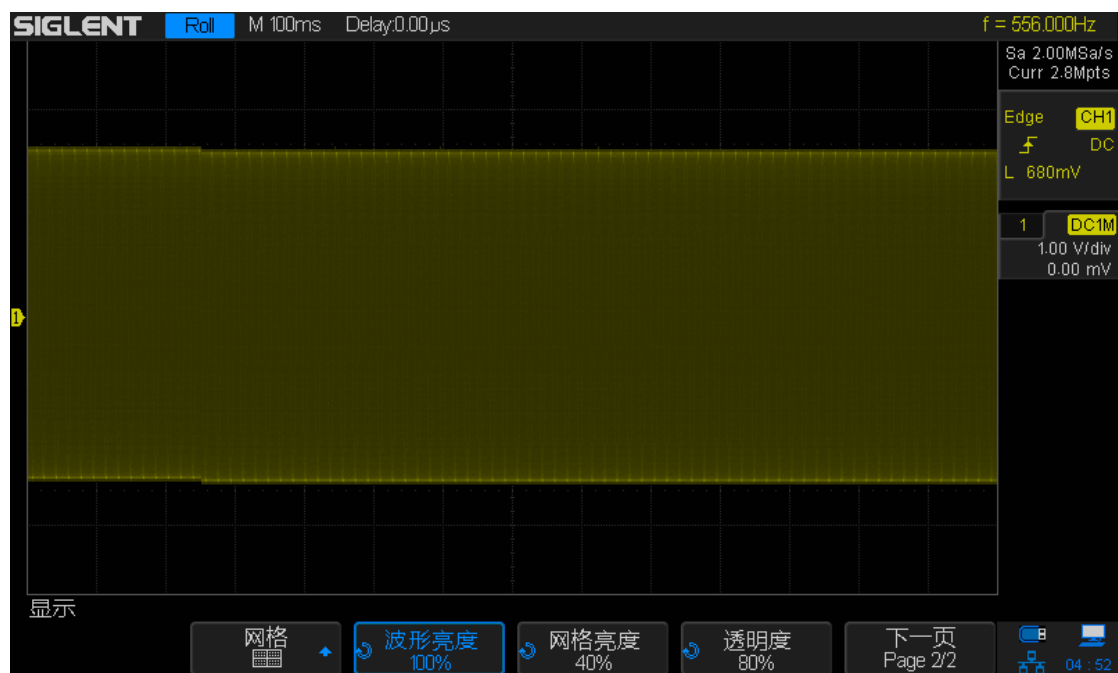 SIGLENT Roll M 100ms Delay:0.00µs f = 556.000Hz
Sa 2.00MSa/s
Curr 2.8Mpts
Edge CH1
DC
L 680mV
1 DC1M
1.00 V/div
0.00 mV
1
显示
网格 波形亮度 网格亮度 透明度 下一页
100% 40% 80% Page 2/2
04 : 52